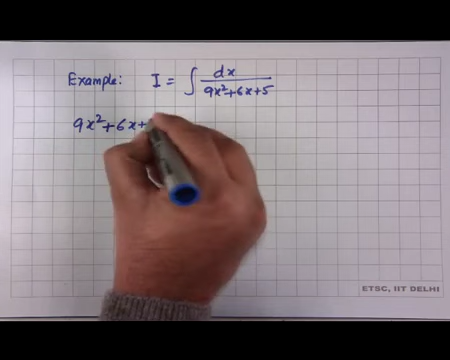 Example: I = ∫ dx / 9x²+6x+5
9x²+6x+
ETSC, IIT DELHI